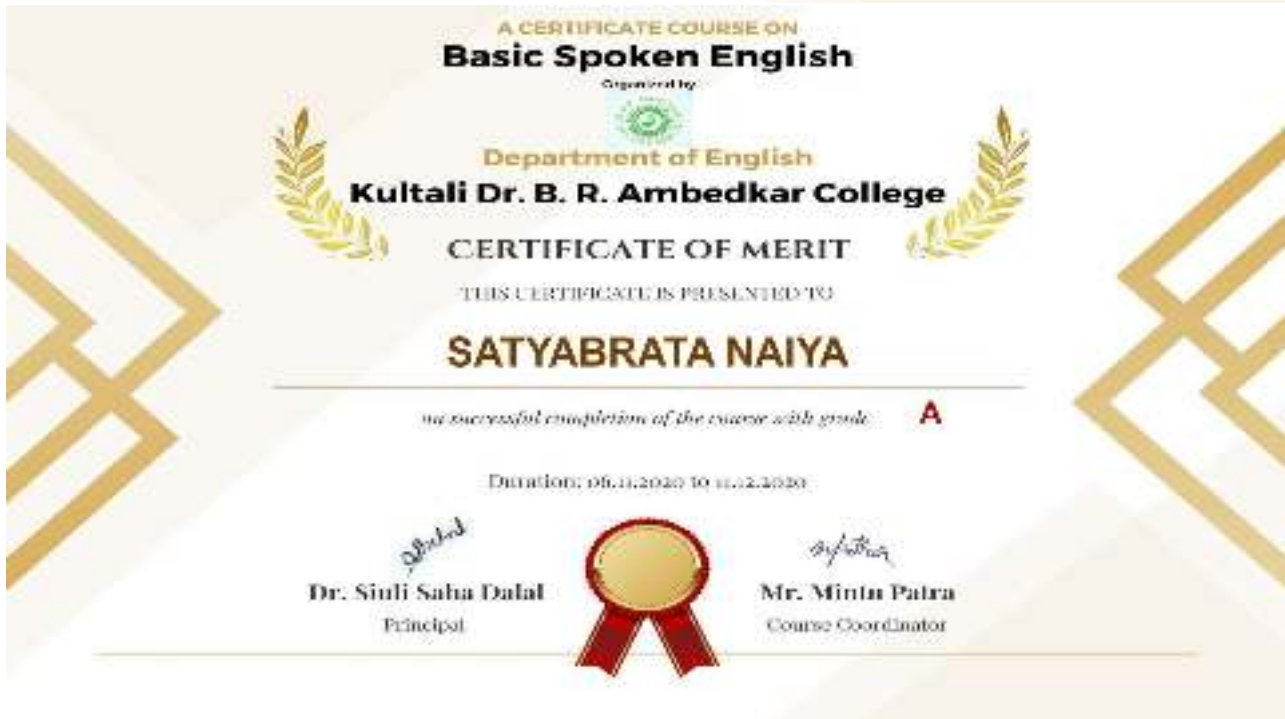 A CERTIFICATE COURSE ON
Basic Spoken English
Organized by
Department of English
Kultali Dr. B. R. Ambedkar College
CERTIFICATE OF MERIT
THIS CERTIFICATE IS PRESENTED TO
SATYABRATA NAIYA
on successful completion of the course with grade A
Duration: 06.11.2020 to 11.12.2020
Dr. Siuli Saha Dalal Mr. Mintu Patra
Principal Course Coordinator